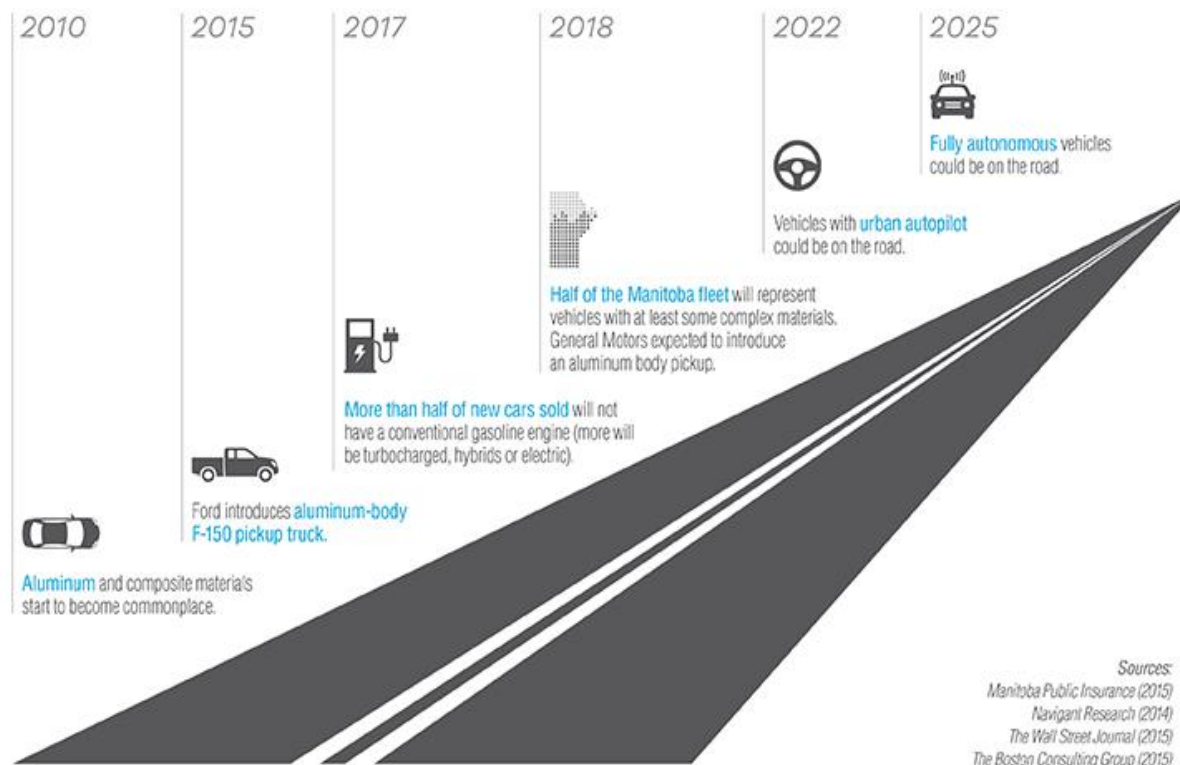 2010
2015
2017
2018
2022
2025
Fully autonomous vehicles
could be on the road.
Vehicles with urban autopilot
could be on the road.
Half of the Manitoba fleet will represent
vehicles with at least some complex materials.
General Motors expected to introduce
an aluminum body pickup.
More than half of new cars sold will not
have a conventional gasoline engine (more will
be turbocharged, hybrids or electric).
Ford introduces aluminum-body
F-150 pickup truck.
Aluminum and composite materials
start to become commonplace.
Sources:
Manitoba Public Insurance (2015)
Navigant Research (2014)
The Wall Street Journal (2015)
The Boston Consulting Group (2015)